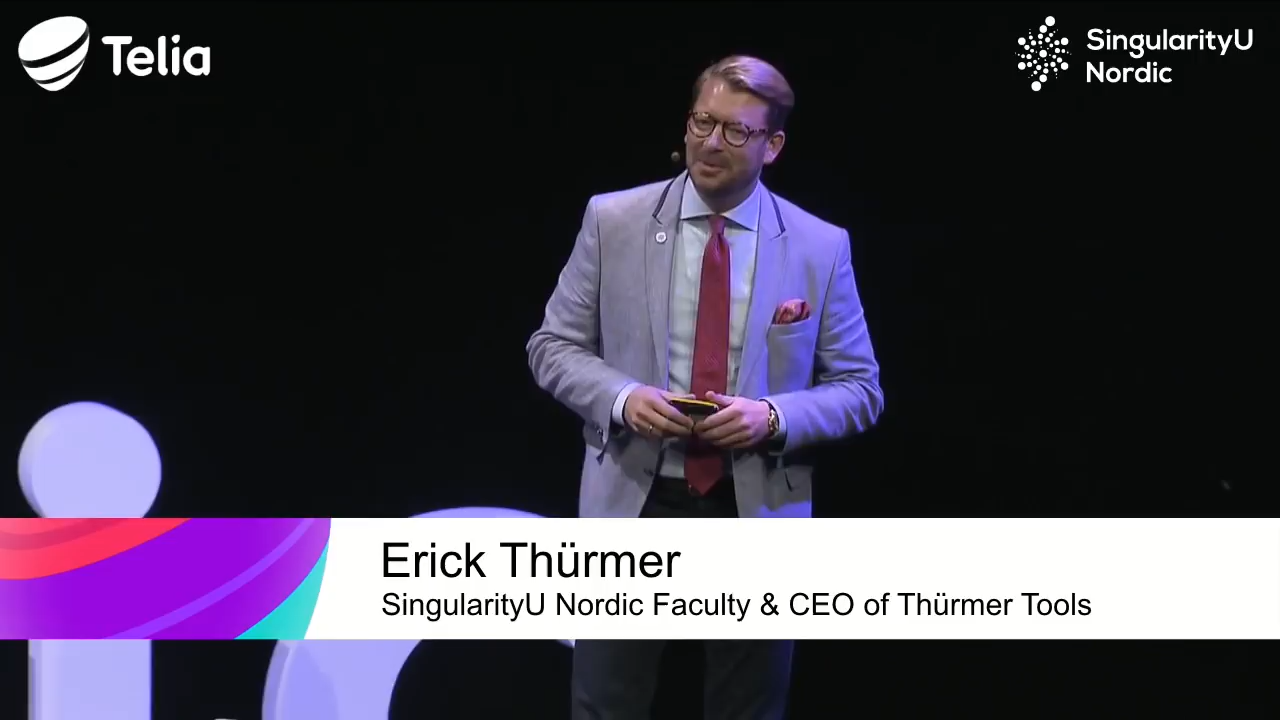 Telia
SingularityU
Nordic
Erick Thürmer
SingularityU Nordic Faculty & CEO of Thürmer Tools